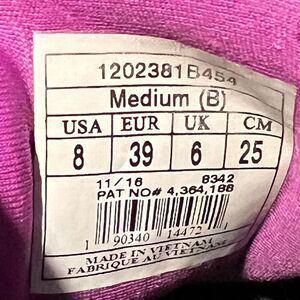 1202381B454
Medium (B)
USA EUR UK CM
8 39 6 25
11/16 B342
PAT NO# 4,364,188
1 90340 14472
MADE IN VIETNAM
FABRIQUE AU VIETNAM